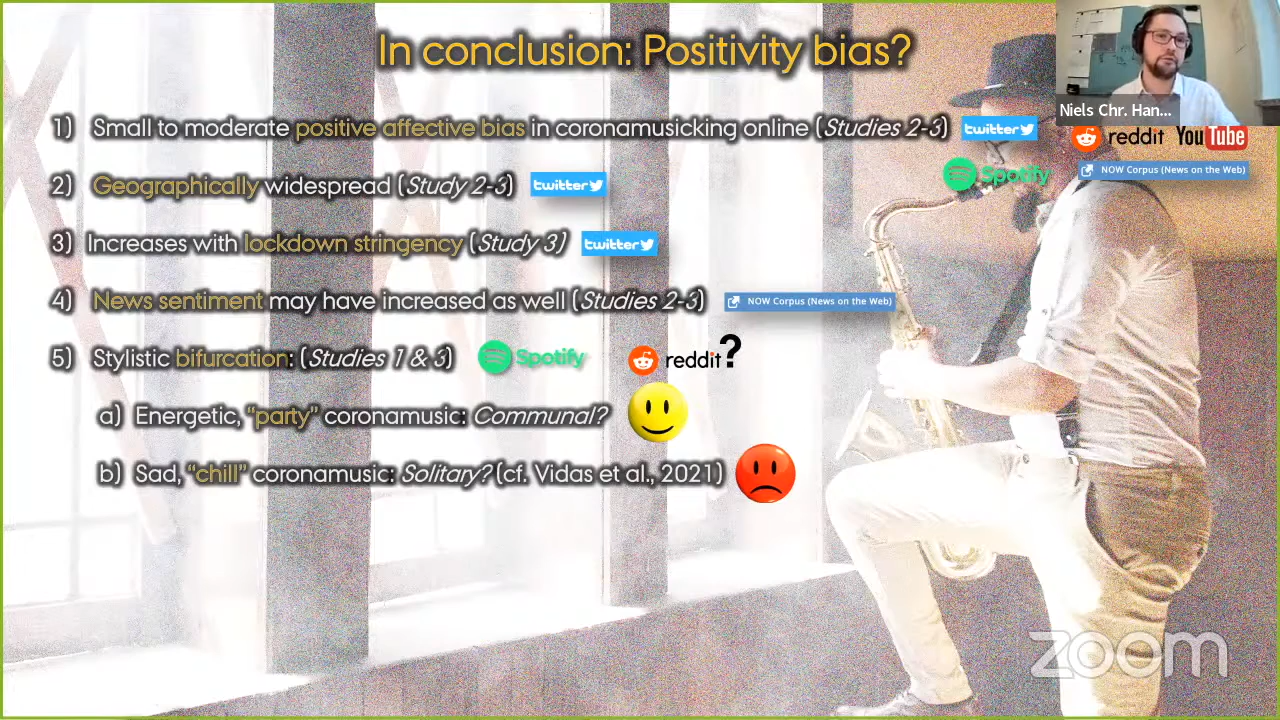 In conclusion: Positivity bias?
Niels Chr. Han...
1) Small to moderate positive affective bias in coronamusicking online (Studies 2-3) twitter reddit YouTube
Spotify NOW Corpus (News on the Web)
2) Geographically widespread (Study 2-3) twitter
3) Increases with lockdown stringency (Study 3) twitter
4) News sentiment may have increased as well (Studies 2-3) NOW Corpus (News on the Web)
5) Stylistic bifurcation: (Studies 1 & 3) Spotify reddit?
a) Energetic, "party" coronamusic: Communal?
b) Sad, "chill" coronamusic: Solitary? (cf. Vidas et al., 2021)
zoom